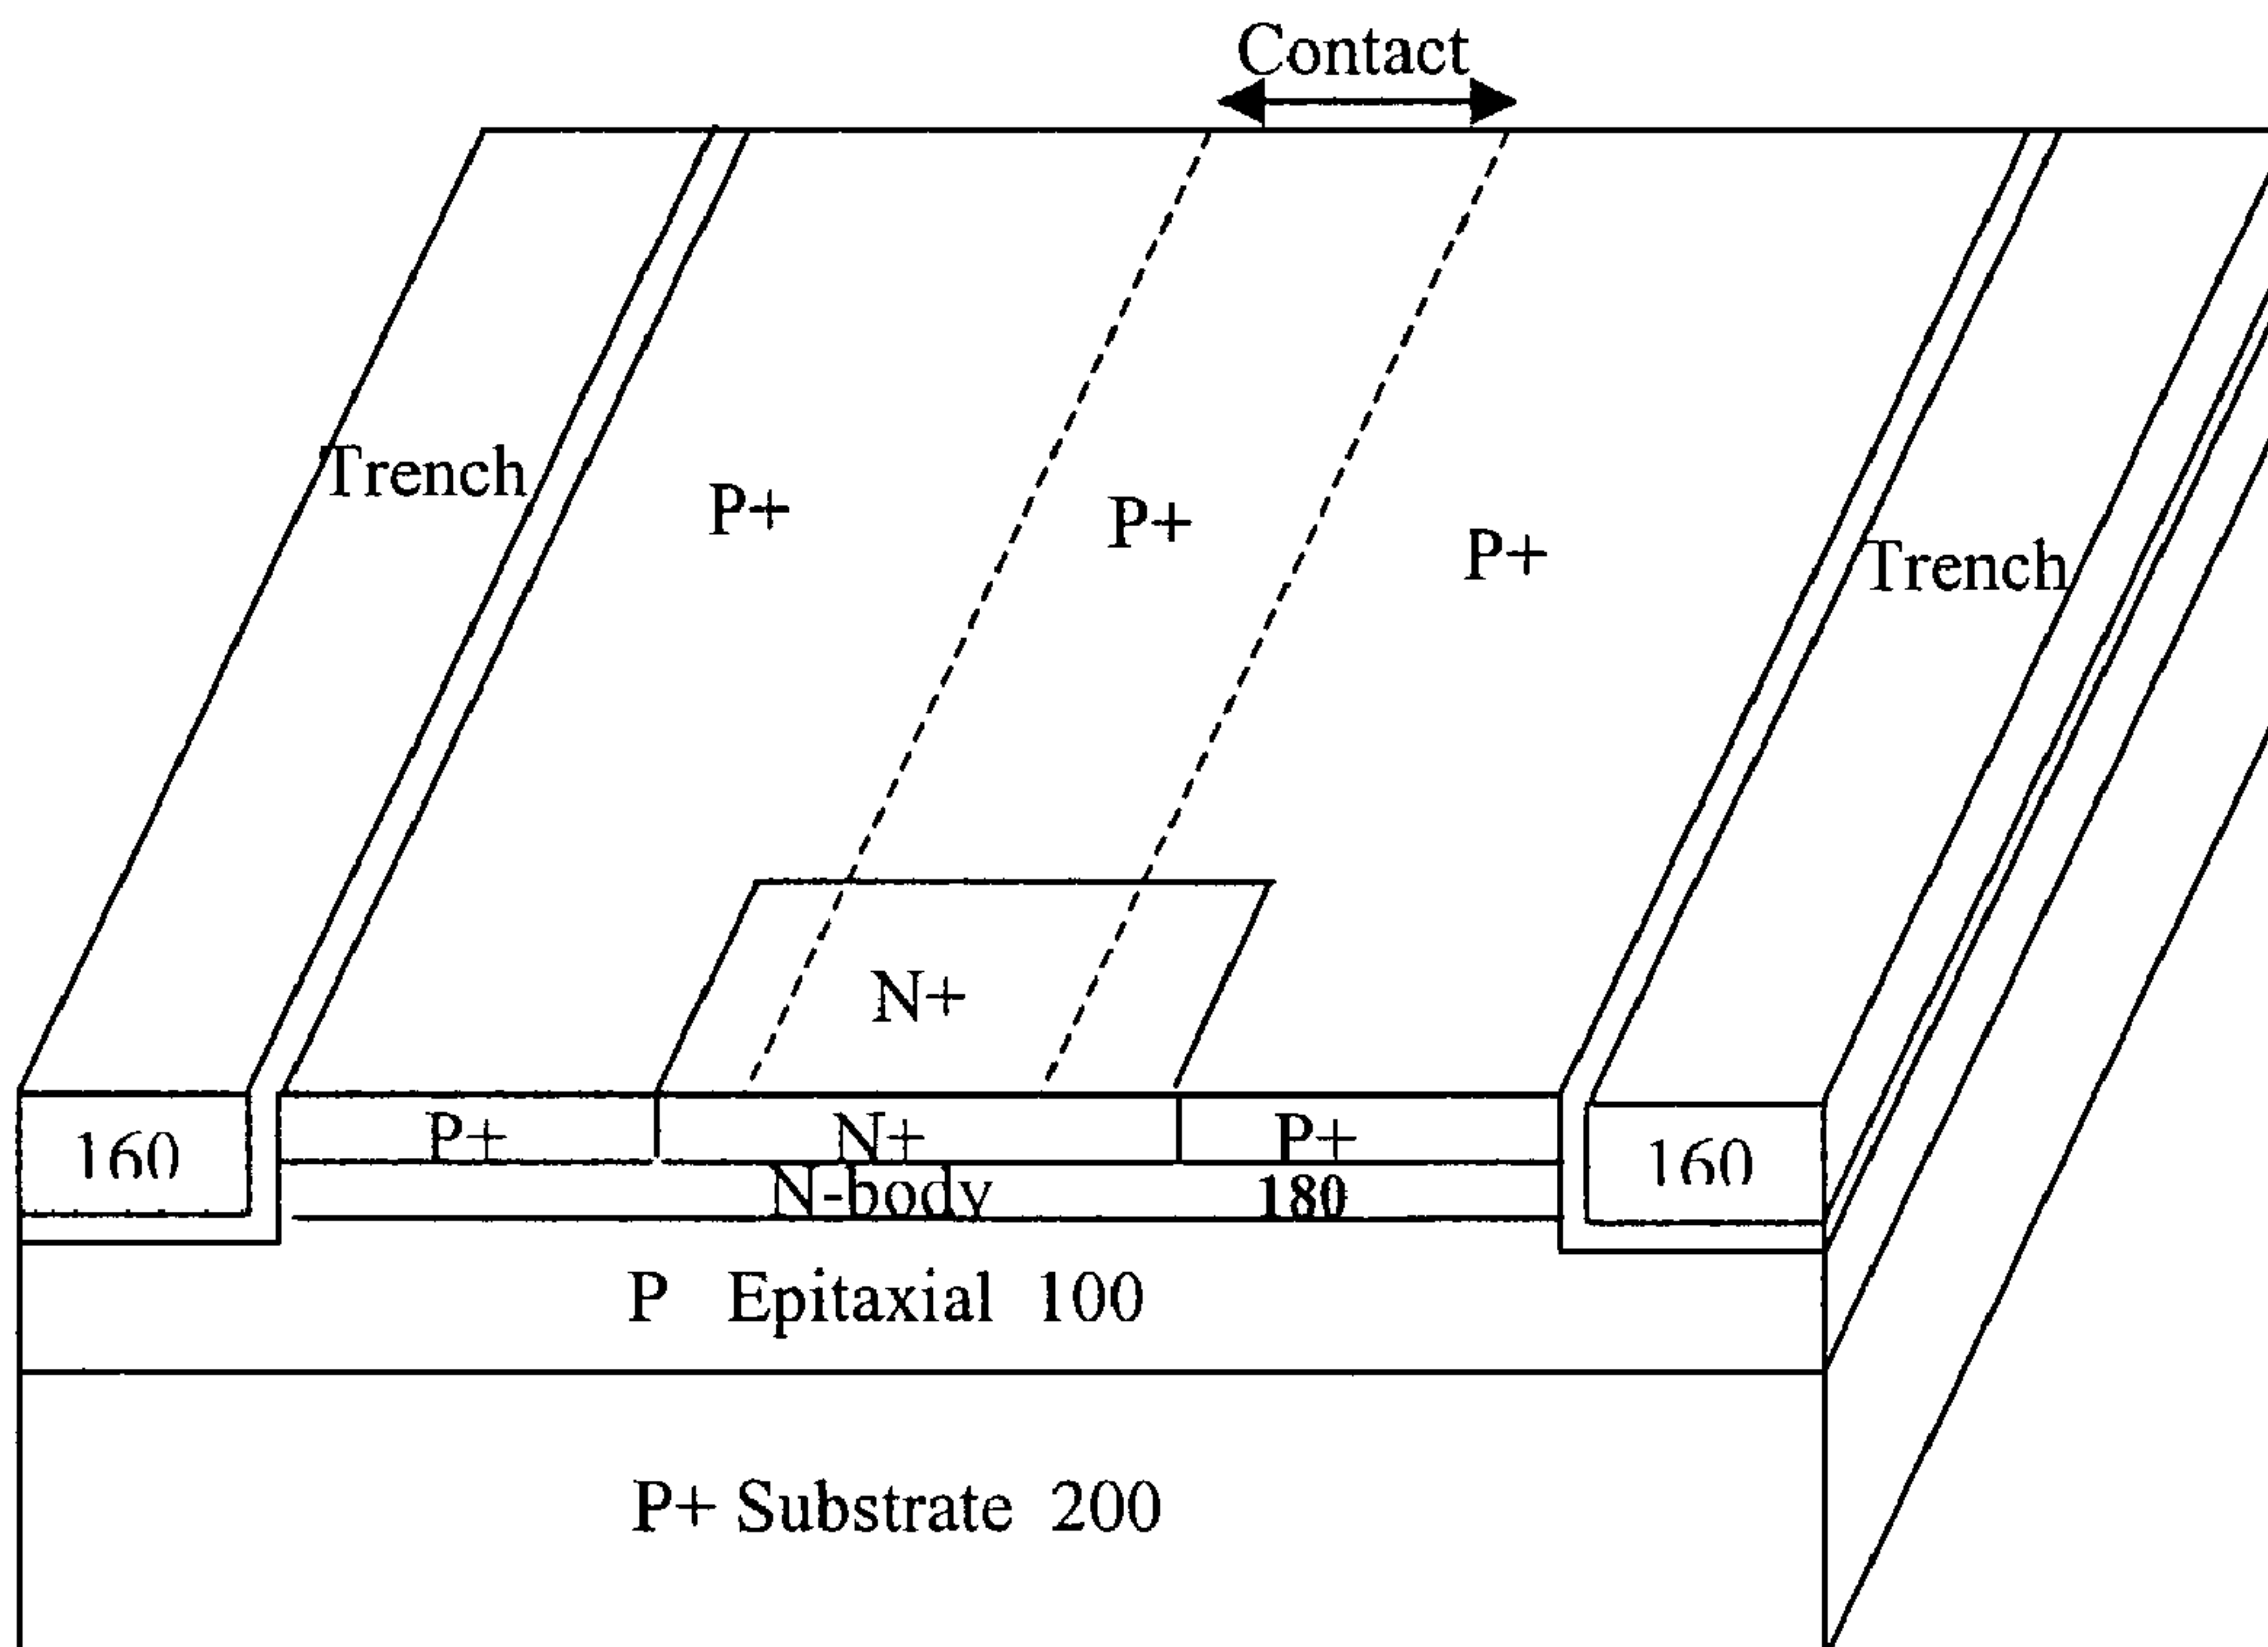 Contact
Trench
P+
P+
P+
Trench
N+
160
P+
N+
P+
160
N-body
180
P Epitaxial 100
P+ Substrate 200